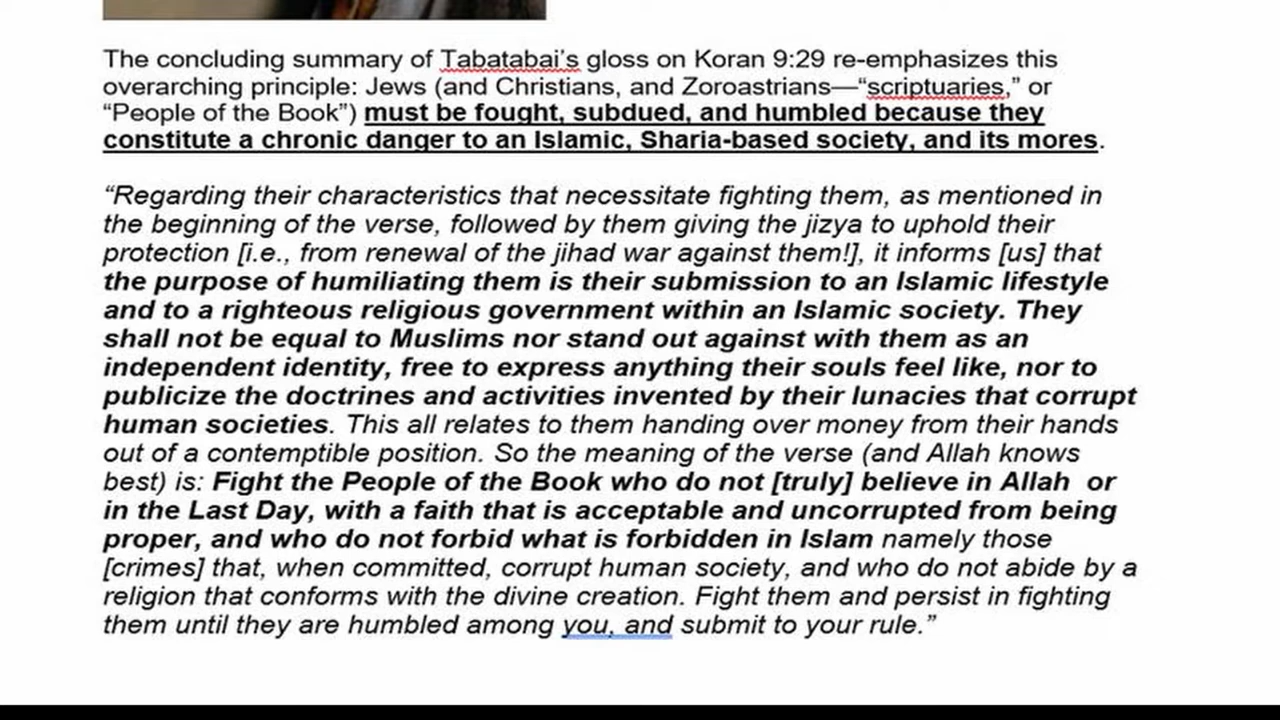 The concluding summary of Tabatabai’s gloss on Koran 9:29 re-emphasizes this
overarching principle: Jews (and Christians, and Zoroastrians—“scriptuaries,” or
“People of the Book”) must be fought, subdued, and humbled because they
constitute a chronic danger to an Islamic, Sharia-based society, and its mores.
“Regarding their characteristics that necessitate fighting them, as mentioned in
the beginning of the verse, followed by them giving the jizya to uphold their
protection [i.e., from renewal of the jihad war against them!], it informs [us] that
the purpose of humiliating them is their submission to an Islamic lifestyle
and to a righteous religious government within an Islamic society. They
shall not be equal to Muslims nor stand out against with them as an
independent identity, free to express anything their souls feel like, nor to
publicize the doctrines and activities invented by their lunacies that corrupt
human societies. This all relates to them handing over money from their hands
out of a contemptible position. So the meaning of the verse (and Allah knows
best) is: Fight the People of the Book who do not [truly] believe in Allah  or
in the Last Day, with a faith that is acceptable and uncorrupted from being
proper, and who do not forbid what is forbidden in Islam namely those
[crimes] that, when committed, corrupt human society, and who do not abide by a
religion that conforms with the divine creation. Fight them and persist in fighting
them until they are humbled among you, and submit to your rule.”